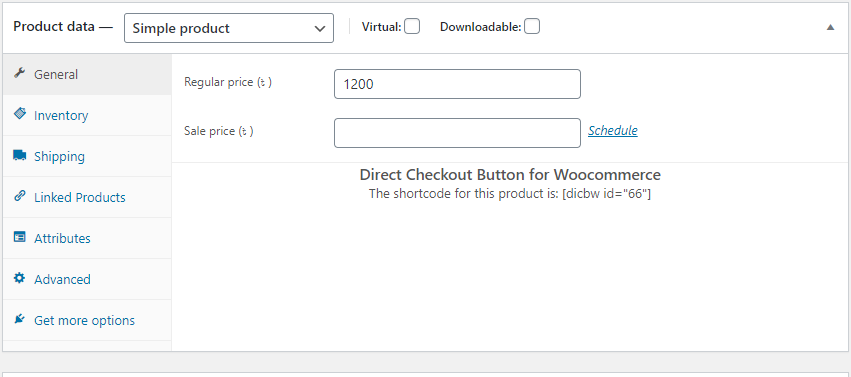 Product data — Simple product Virtual: Downloadable:
General
Regular price (৳ ) 1200
Inventory
Sale price (৳ ) Schedule
Shipping
Direct Checkout Button for Woocommerce
The shortcode for this product is: [dicbw id="66"]
Linked Products
Attributes
Advanced
Get more options